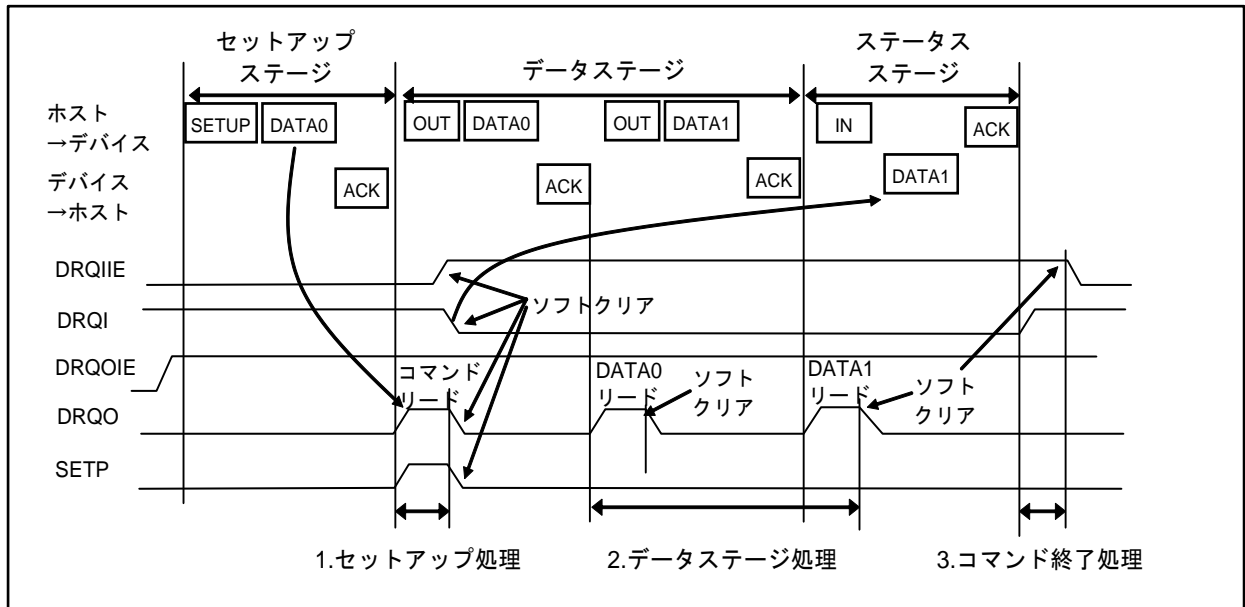 セットアップ
ステージ
データステージ
ステータス
ステージ
ホスト
→デバイス
SETUP DATA0 OUT DATA0 OUT DATA1 IN ACK
デバイス
→ホスト
ACK ACK ACK DATA1
DRQIIE
ソフトクリア
DRQI
DRQOIE
コマンド
リード
DATA0
リード
ソフト
クリア
DATA1
リード
ソフト
クリア
DRQO
SETP
1.セットアップ処理 2.データステージ処理 3.コマンド終了処理